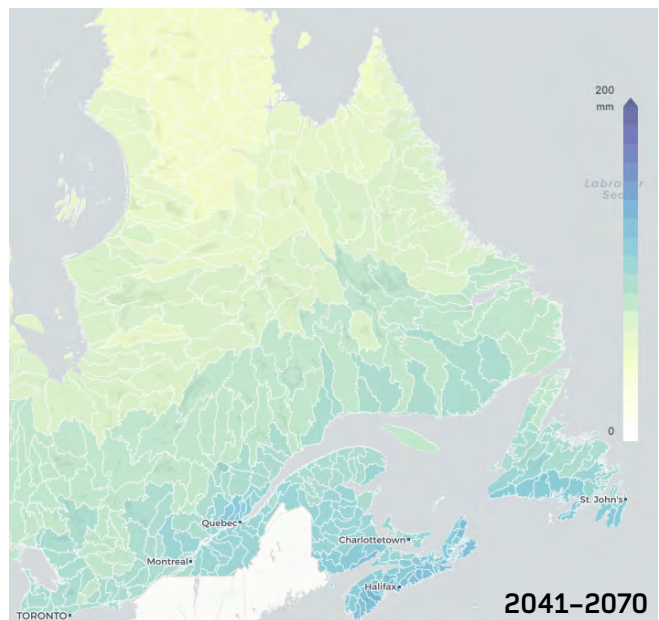 200
mm
Labrador
Sea
0
St. John's
Quebec
Charlottetown
Montreal
Halifax
TORONTO
2041–2070